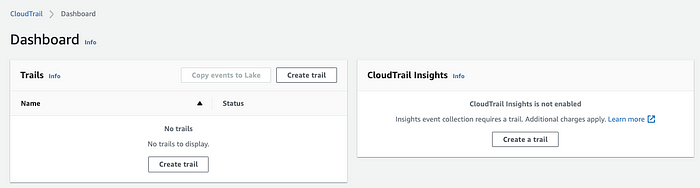 CloudTrail > Dashboard
Dashboard Info
Trails Info
Copy events to Lake
Create trail
Name
Status
No trails
No trails to display.
Create trail
CloudTrail Insights Info
CloudTrail Insights is not enabled
Insights event collection requires a trail. Additional charges apply. Learn more
Create a trail